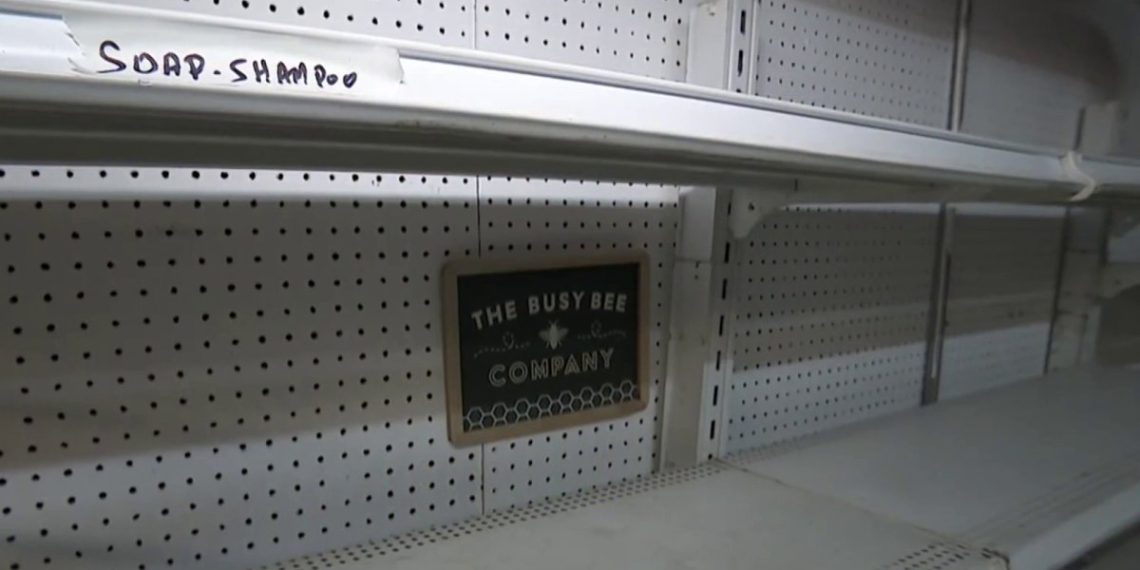 SOAP-SHAMPOO
THE BUSY BEE
COMPANY